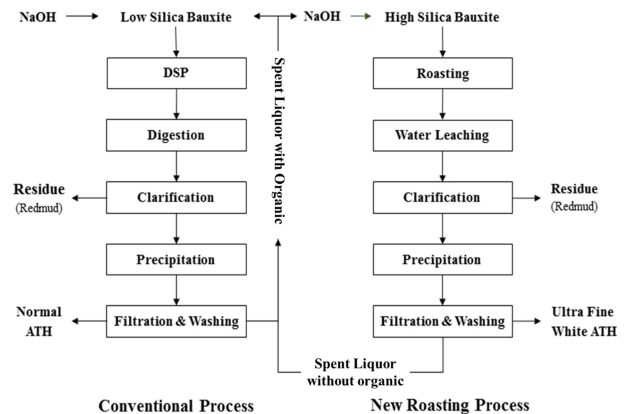 NaOH
Low Silica Bauxite
NaOH
High Silica Bauxite
DSP
Roasting
Digestion
Water Leaching
Spent Liquor with Organic
Residue
(Redmud)
Clarification
Clarification
Residue
(Redmud)
Precipitation
Precipitation
Normal
ATH
Filtration & Washing
Filtration & Washing
Ultra Fine
White ATH
Spent Liquor
without organic
Conventional Process
New Roasting Process